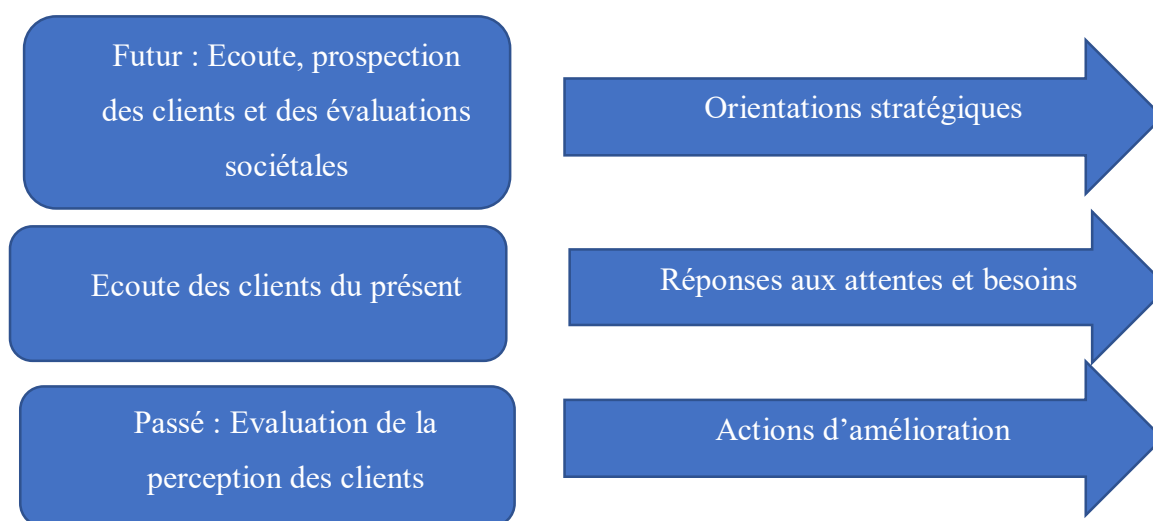 Futur : Ecoute, prospection
des clients et des évaluations
sociétales
Orientations stratégiques
Ecoute des clients du présent
Réponses aux attentes et besoins
Passé : Evaluation de la
perception des clients
Actions d’amélioration